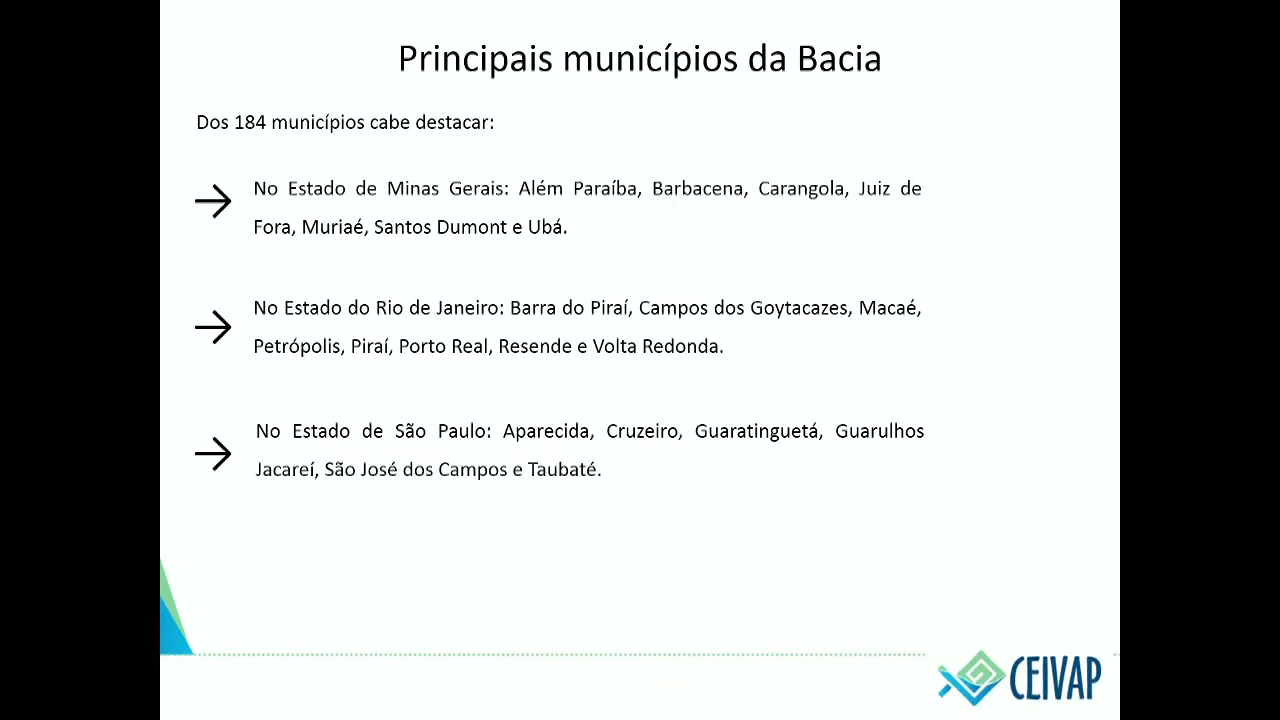 Principais municípios da Bacia
Dos 184 municípios cabe destacar:
No Estado de Minas Gerais: Além Paraíba, Barbacena, Carangola, Juiz de
Fora, Muriaé, Santos Dumont e Ubá.
No Estado do Rio de Janeiro: Barra do Piraí, Campos dos Goytacazes, Macaé,
Petrópolis, Piraí, Porto Real, Resende e Volta Redonda.
No Estado de São Paulo: Aparecida, Cruzeiro, Guaratinguetá, Guarulhos
Jacareí, São José dos Campos e Taubaté.
CEIVAP